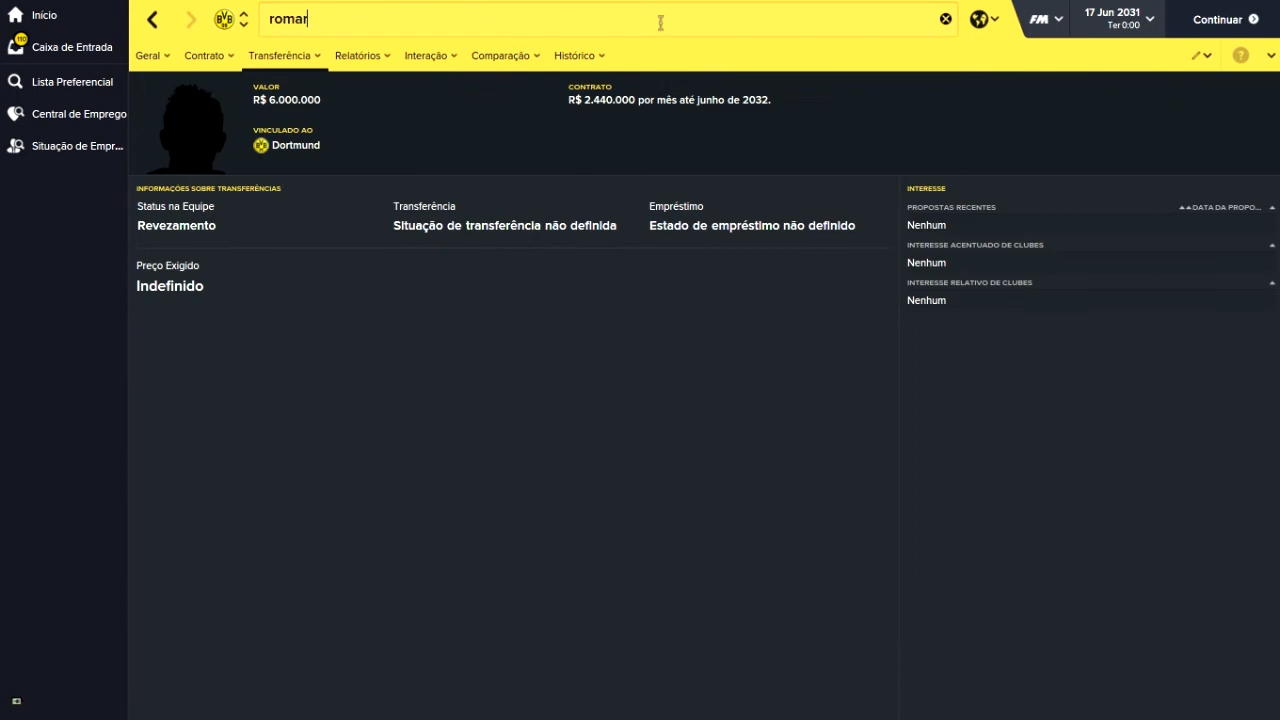 Início
110
Caixa de Entrada
Lista Preferencial
Central de Emprego
Situação de Empr...
BVB
09
romar
FM
17 Jun 2031
Ter 0:00
Continuar
Geral
Contrato
Transferência
Relatórios
Interação
Comparação
Histórico
?
VALOR
R$ 6.000.000
VINCULADO AO
Dortmund
CONTRATO
R$ 2.440.000 por mês até junho de 2032.
INFORMAÇÕES SOBRE TRANSFERÊNCIAS
Status na Equipe
Revezamento
Transferência
Situação de transferência não definida
Empréstimo
Estado de empréstimo não definido
Preço Exigido
Indefinido
INTERESSE
PROPOSTAS RECENTES
DATA DA PROPO...
Nenhum
INTERESSE ACENTUADO DE CLUBES
Nenhum
INTERESSE RELATIVO DE CLUBES
Nenhum